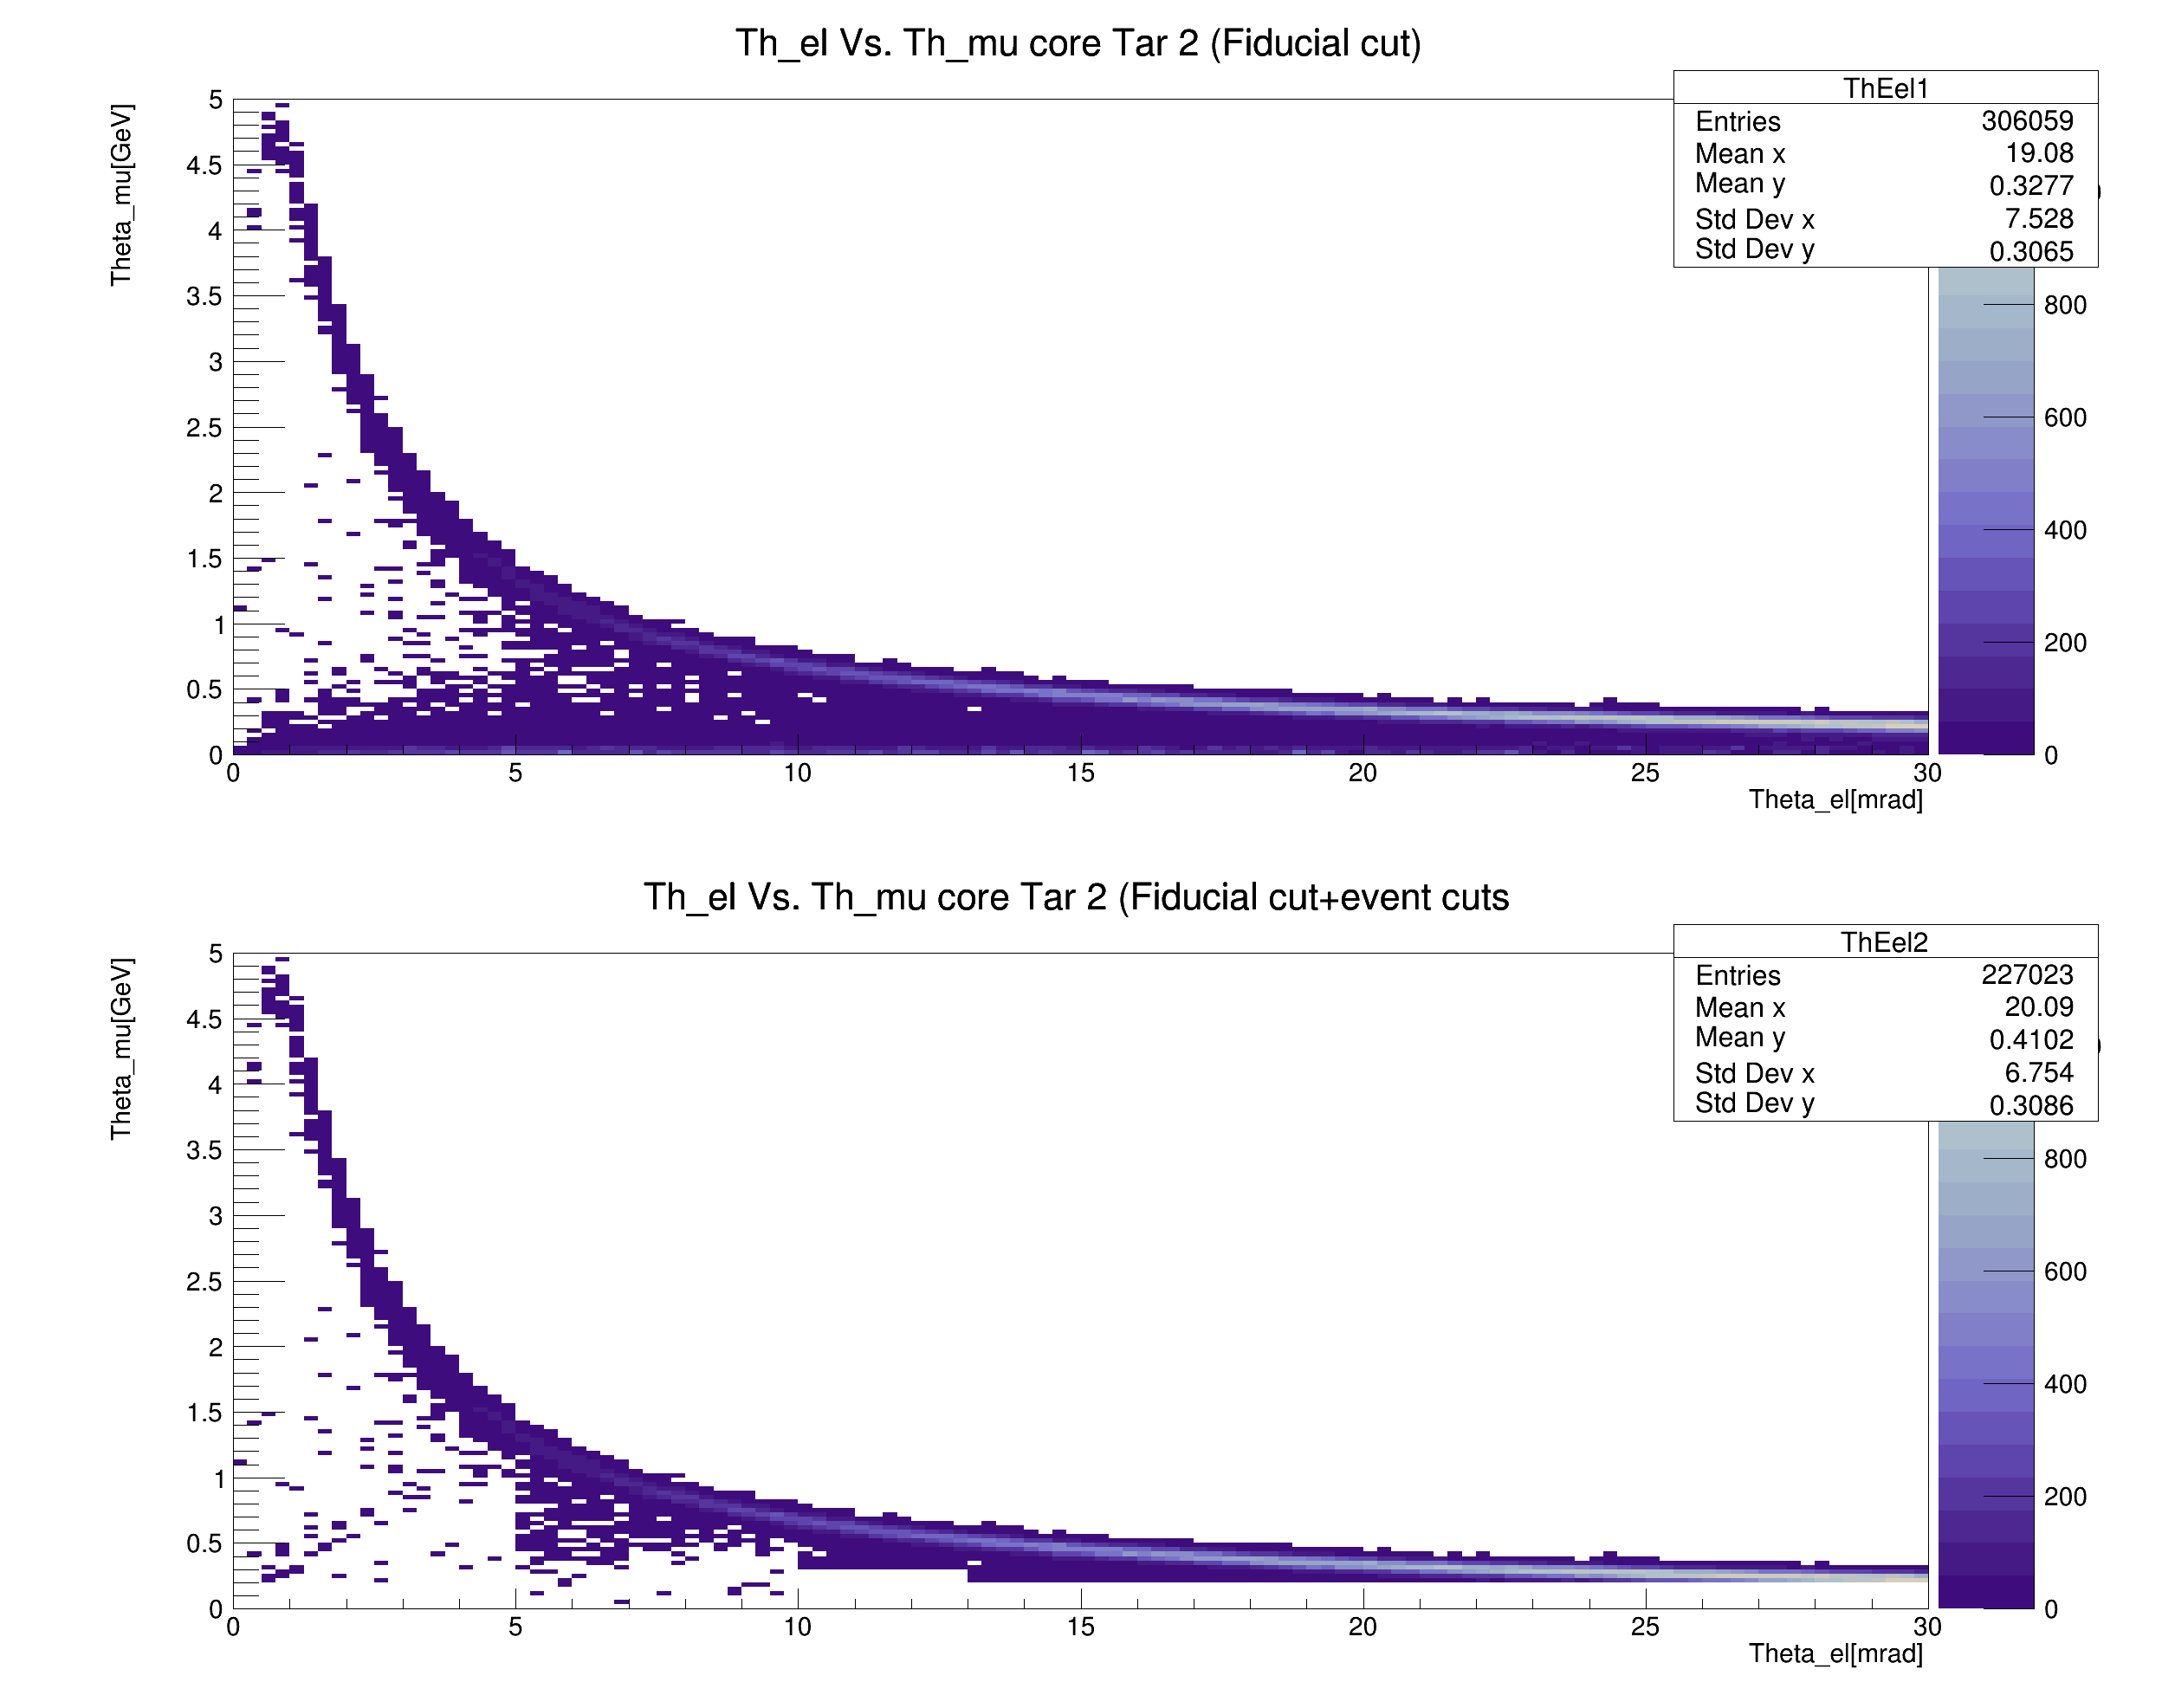 Th_el Vs. Th_mu core Tar 2 (Fiducial cut)
Theta_mu[GeV]
5
4.5
4
3.5
3
2.5
2
1.5
1
0.5
0
0 5 10 15 20 25 30
Theta_el[mrad]
ThEel1
Entries 306059
Mean x 19.08
Mean y 0.3277
Std Dev x 7.528
Std Dev y 0.3065
800
600
400
200
0
Th_el Vs. Th_mu core Tar 2 (Fiducial cut+event cuts
Theta_mu[GeV]
5
4.5
4
3.5
3
2.5
2
1.5
1
0.5
0
0 5 10 15 20 25 30
Theta_el[mrad]
ThEel2
Entries 227023
Mean x 20.09
Mean y 0.4102
Std Dev x 6.754
Std Dev y 0.3086
800
600
400
200
0